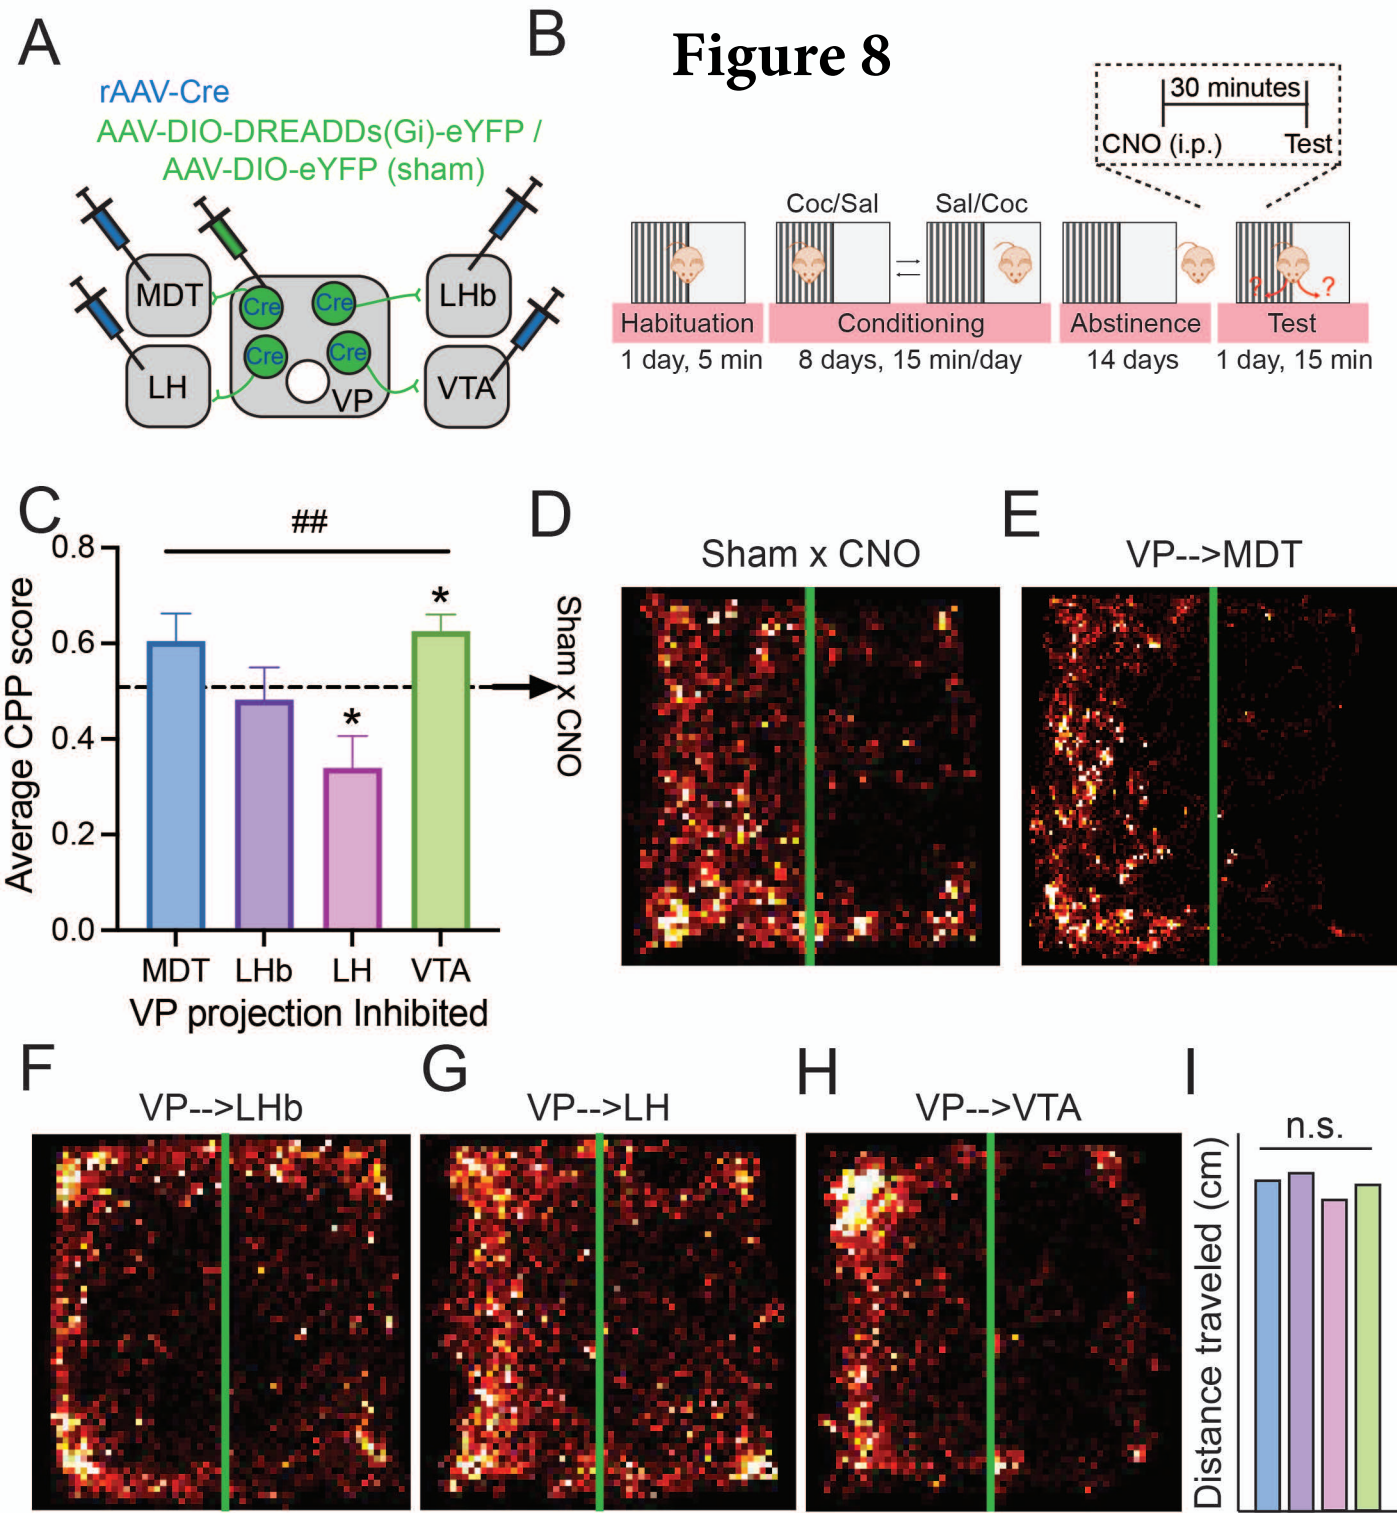 A
B
Figure 8
rAAV-Cre
AAV-DIO-DREADDs(Gi)-eYFP /
AAV-DIO-eYFP (sham)
MDT
LH
Cre
Cre
Cre
Cre
VP
LHb
VTA
30 minutes
CNO (i.p.)
Test
Coc/Sal
Sal/Coc
?
?
Habituation
Conditioning
Abstinence
Test
1 day, 5 min
8 days, 15 min/day
14 days
1 day, 15 min
C
##
Average CPP score
0.8
0.6
0.4
0.2
0.0
*
*
Sham x CNO
MDT
LHb
LH
VTA
VP projection Inhibited
D
Sham x CNO
E
VP-->MDT
F
VP-->LHb
G
VP-->LH
H
VP-->VTA
I
n.s.
Distance traveled (cm)